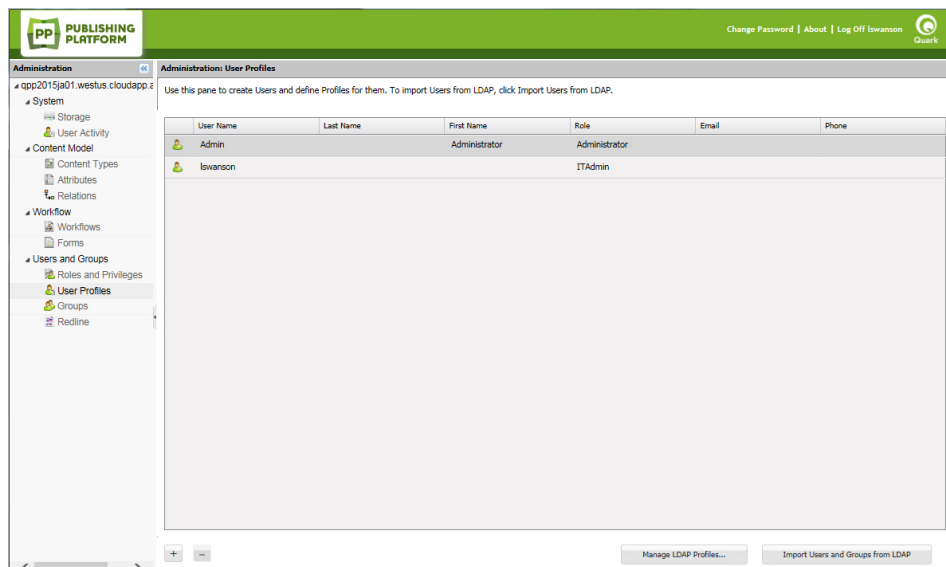 PP PUBLISHING
PLATFORM
Change Password | About | Log Off lswanson
Quark
Administration
Administration: User Profiles
qpp2015ja01.westus.cloudapp.a
Use this pane to create Users and define Profiles for them. To import Users from LDAP, click Import Users from LDAP.
System
Storage
User Activity
Content Model
Content Types
Attributes
Relations
Workflow
Workflows
Forms
Users and Groups
Roles and Privileges
User Profiles
Groups
Redline
User Name Last Name First Name Role Email Phone
Admin Administrator Administrator
lswanson ITAdmin
+ − Manage LDAP Profiles... Import Users and Groups from LDAP